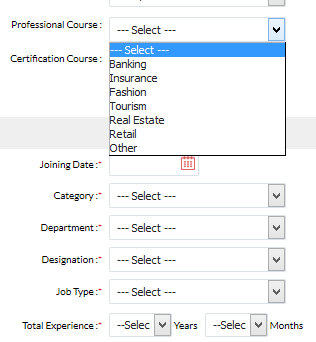 Professional Course : --- Select ---
Certification Course : --- Select ---
Banking
Insurance
Fashion
Tourism
Real Estate
Retail
Other
Joining Date :*
Category :* --- Select ---
Department :* --- Select ---
Designation :* --- Select ---
Job Type :* --- Select ---
Total Experience :* --Selec Years --Selec Months